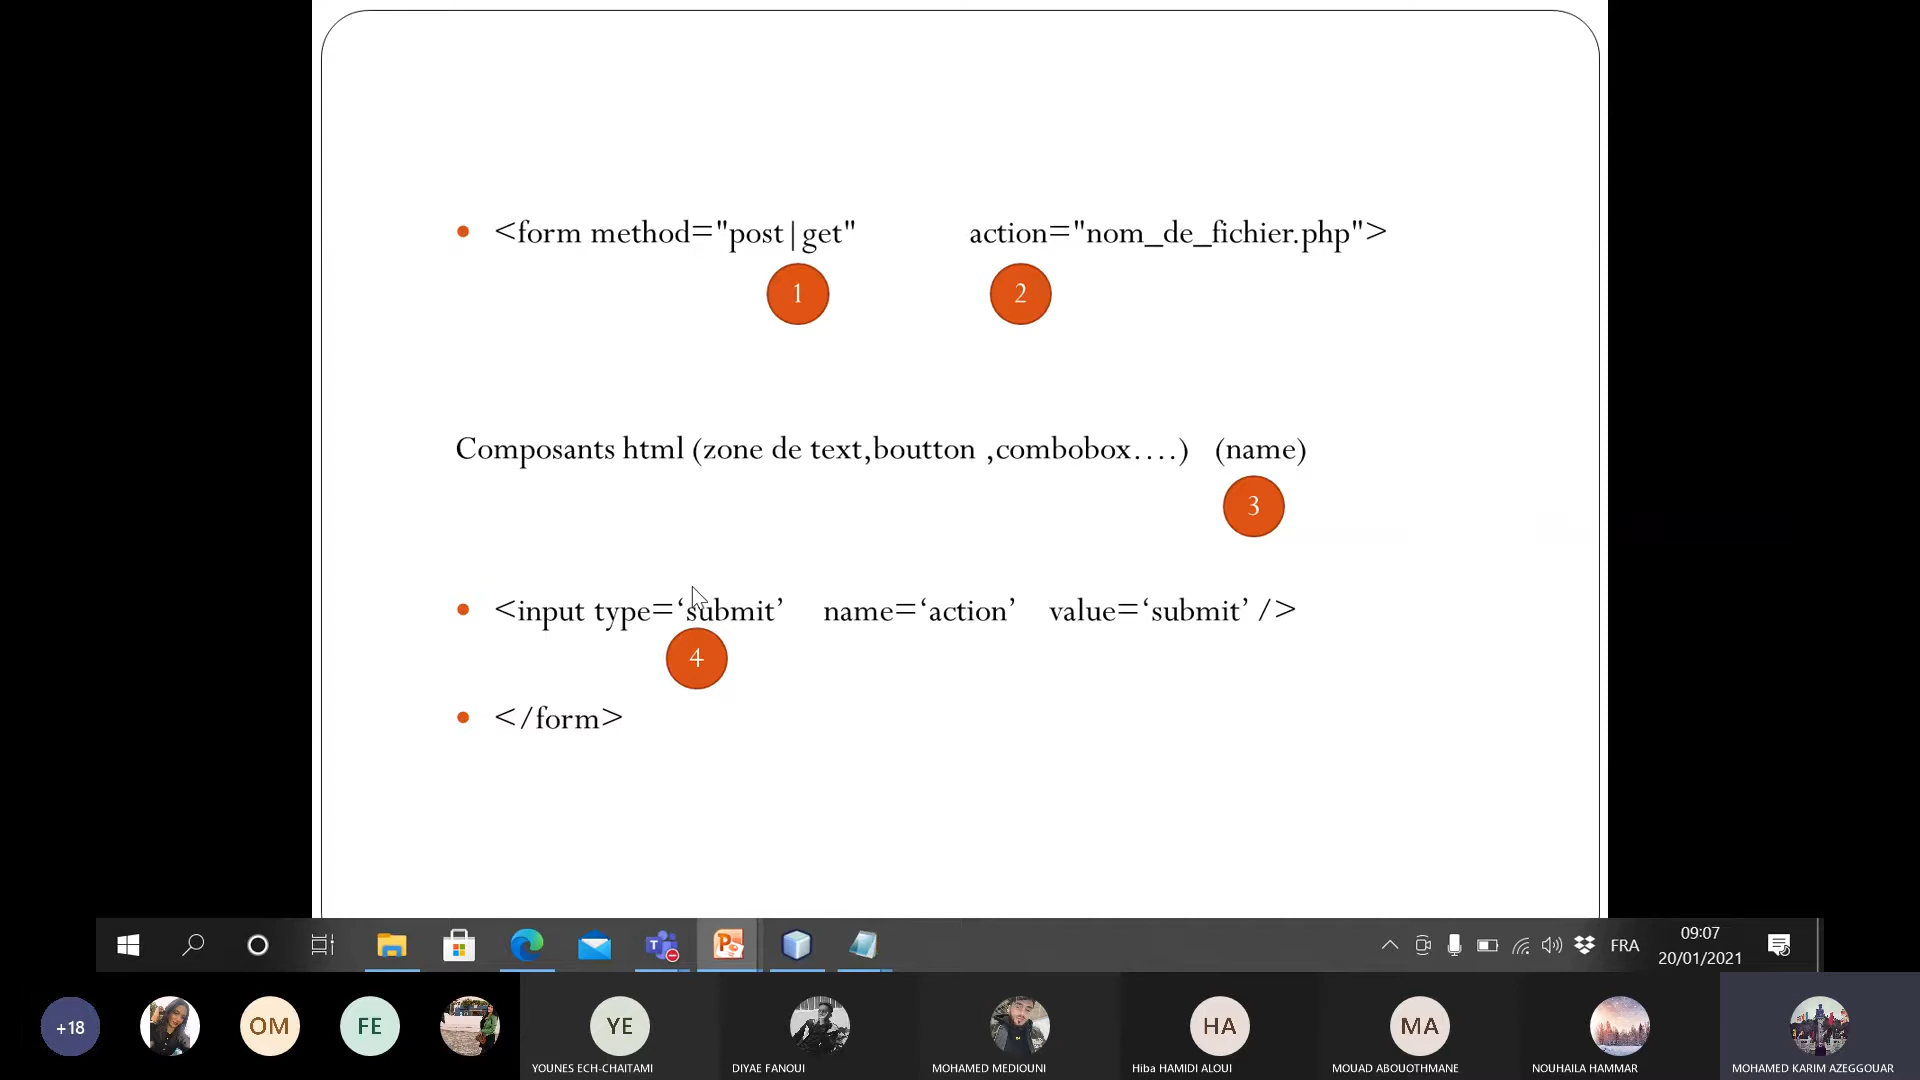 <form method="post|get" action="nom_de_fichier.php">
1 2
Composants html (zone de text,boutton ,combobox….) (name)
3
<input type=‘submit’ name=‘action’ value=‘submit’ />
4
</form>
FRA
09:07
20/01/2021
+18
OM
FE
YE
HA
MA
YOUNES ECH-CHAITAMI
DIYAE FANOUI
MOHAMED MEDIOUNI
Hiba HAMIDI ALOUI
MOUAD ABOUOTHMANE
NOUHAILA HAMMAR
MOHAMED KARIM AZEGGOUAR